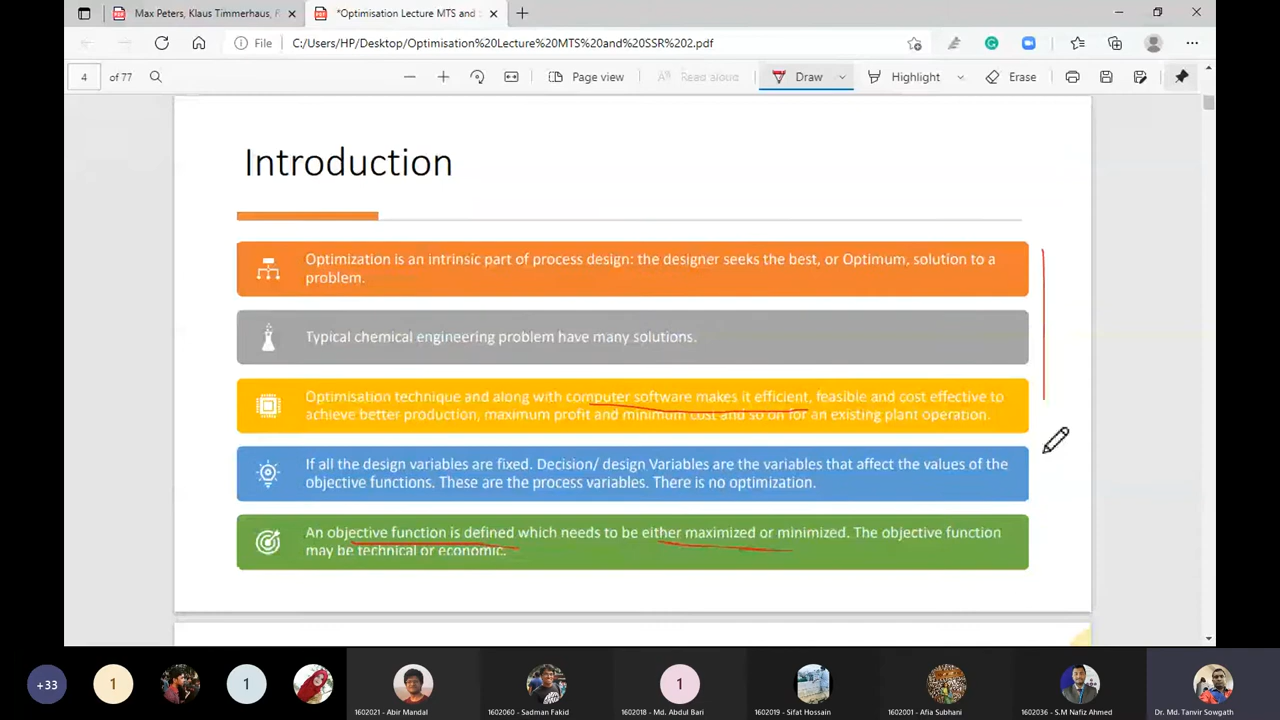 Max Peters, Klaus Timmerhaus, F
*Optimisation Lecture MTS and S
File
C:/Users/HP/Desktop/Optimisation%20Lecture%20MTS%20and%20SSR%202.pdf
4
of 77
Page view
Read aloud
Draw
Highlight
Erase
Introduction
Optimization is an intrinsic part of process design: the designer seeks the best, or Optimum, solution to a
problem.
Typical chemical engineering problem have many solutions.
Optimisation technique and along with computer software makes it efficient, feasible and cost effective to
achieve better production, maximum profit and minimum cost and so on for an existing plant operation.
If all the design variables are fixed. Decision/ design Variables are the variables that affect the values of the
objective functions. These are the process variables. There is no optimization.
An objective function is defined which needs to be either maximized or minimized. The objective function
may be technical or economic.
+33
1
1
1
1602021 - Abir Mandal
1602060 - Sadman Fakid
1602018 - Md. Abdul Bari
1602019 - Sifat Hossain
1602001 - Afia Subhani
1602036 - S.M Nafiz Ahmed
Dr. Md. Tanvir Sowgath